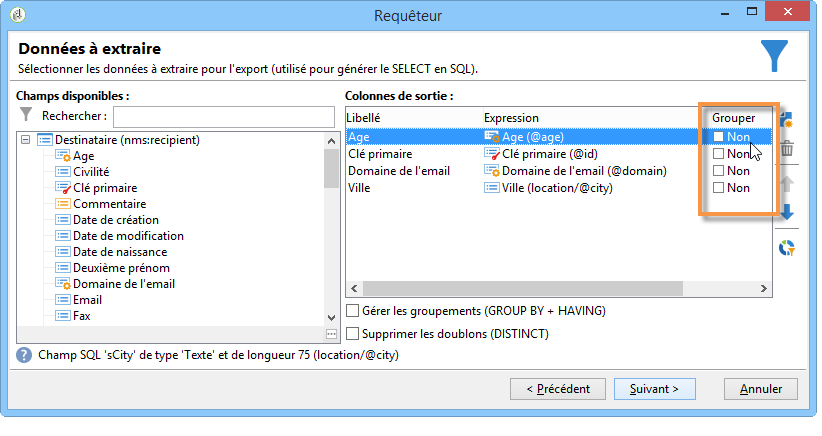 Requêteur
Données à extraire
Sélectionner les données à extraire pour l'export (utilisé pour générer le SELECT en SQL).
Champs disponibles :
Rechercher :
Destinataire (nms:recipient)
Age
Civilité
Clé primaire
Commentaire
Date de création
Date de modification
Date de naissance
Deuxième prénom
Domaine de l'email
Email
Fax
Colonnes de sortie :
Libellé Expression Grouper
Age Age (@age) Non
Clé primaire Clé primaire (@id) Non
Domaine de l'email Domaine de l'email (@domain) Non
Ville Ville (location/@city) Non
Gérer les groupements (GROUP BY + HAVING)
Supprimer les doublons (DISTINCT)
Champ SQL 'sCity' de type 'Texte' et de longueur 75 (location/@city)
< Précédent Suivant > Annuler